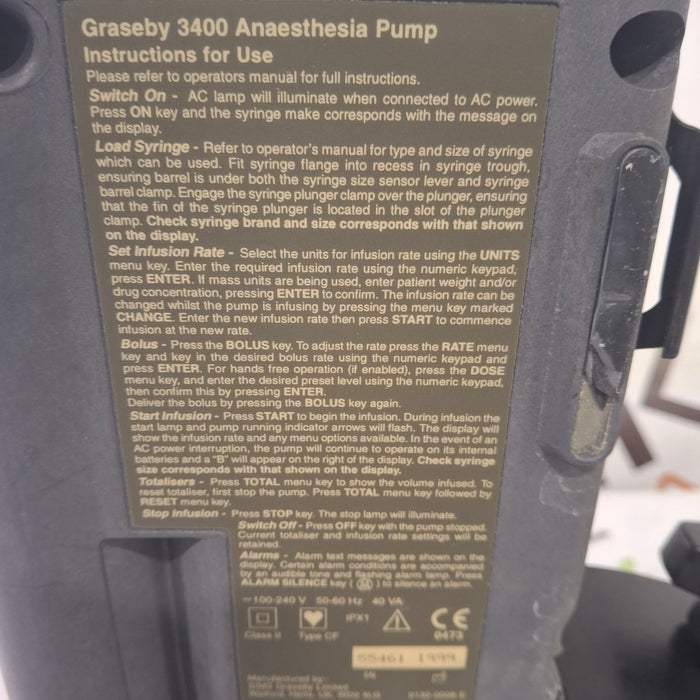 Graseby 3400 Anaesthesia Pump
Instructions for Use
Please refer to operators manual for full instructions.
Switch On - AC lamp will illuminate when connected to AC power.
Press ON key and the syringe make corresponds with the message on
the display.
Load Syringe - Refer to operator's manual for type and size of syringe
which can be used. Fit syringe flange into recess in syringe trough,
ensuring barrel is under both the syringe size sensor lever and syringe
barrel clamp. Engage the syringe plunger clamp over the plunger, ensuring
that the fin of the syringe plunger is located in the slot of the plunger
clamp. Check syringe brand and size corresponds with that shown
on the display.
Set Infusion Rate - Select the units for infusion rate using the UNITS
menu key. Enter the required infusion rate using the numeric keypad,
press ENTER. If mass units are being used, enter patient weight and/or
drug concentration, pressing ENTER to confirm. The infusion rate can be
changed whilst the pump is infusing by pressing the menu key marked
CHANGE. Enter the new infusion rate then press START to commence
infusion at the new rate.
Bolus - Press the BOLUS key. To adjust the rate press the RATE menu
key and key in the desired bolus rate using the numeric keypad and
press ENTER. For hands free operation (if enabled), press the DOSE
menu key, and enter the desired preset level using the numeric keypad,
then confirm this by pressing ENTER.
Deliver the bolus by pressing the BOLUS key again.
Start Infusion - Press START to begin the infusion. During infusion the
start lamp and pump running indicator arrows will flash. The display will
show the infusion rate and any menu options available. In the event of an
AC power interruption, the pump will continue to operate on its internal
batteries and a "B" will appear on the right of the display. Check syringe
size corresponds with that shown on the display.
Totalisers - Press TOTAL menu key to show the volume infused. To
reset totaliser, first stop the pump. Press TOTAL menu key followed by
RESET menu key.
Stop Infusion - Press STOP key. The stop lamp will illuminate.
Switch Off - Press OFF key with the pump stopped.
Current totaliser and infusion rate settings will be
retained.
Alarms - Alarm text messages are shown on the
display. Certain alarm conditions are accompanied
by an audible tone and flashing alarm lamp. Press
ALARM SILENCE key ( ) to silence an alarm.
~100-240 V 50-60 Hz 40 VA
IPX1
CE
Class II Type CF 0473
55461 1999
Manufactured by
Graseby Limited